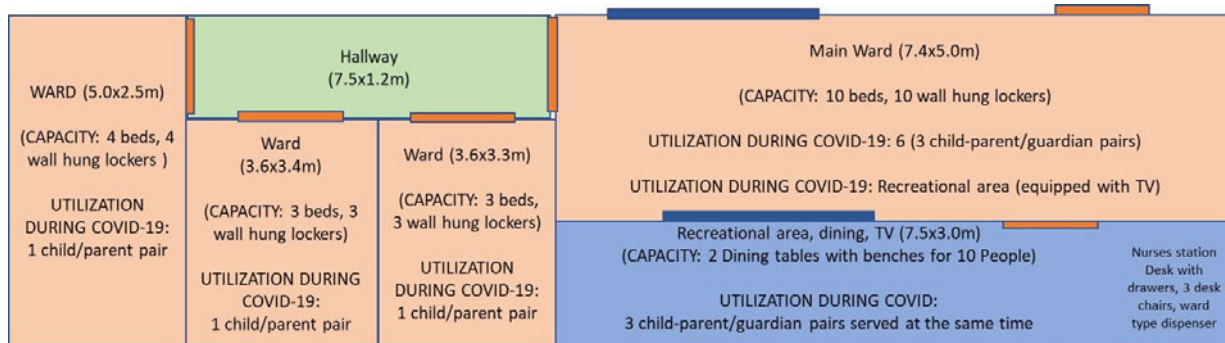 WARD (5.0x2.5m)
(CAPACITY: 4 beds, 4
wall hung lockers )
UTILIZATION
DURING COVID-19:
1 child/parent pair
Hallway
(7.5x1.2m)
Ward
(3.6x3.4m)
(CAPACITY: 3 beds, 3
wall hung lockers)
UTILIZATION DURING
COVID-19:
1 child/parent pair
Ward (3.6x3.3m)
(CAPACITY: 3 beds,
3 wall hung lockers)
UTILIZATION
DURING COVID-19:
1 child/parent pair
Main Ward (7.4x5.0m)
(CAPACITY: 10 beds, 10 wall hung lockers)
UTILIZATION DURING COVID-19: 6 (3 child-parent/guardian pairs)
UTILIZATION DURING COVID-19: Recreational area (equipped with TV)
Recreational area, dining, TV (7.5x3.0m)
(CAPACITY: 2 Dining tables with benches for 10 People)
UTILIZATION DURING COVID:
3 child-parent/guardian pairs served at the same time
Nurses station
Desk with
drawers, 3 desk
chairs, ward
type dispenser